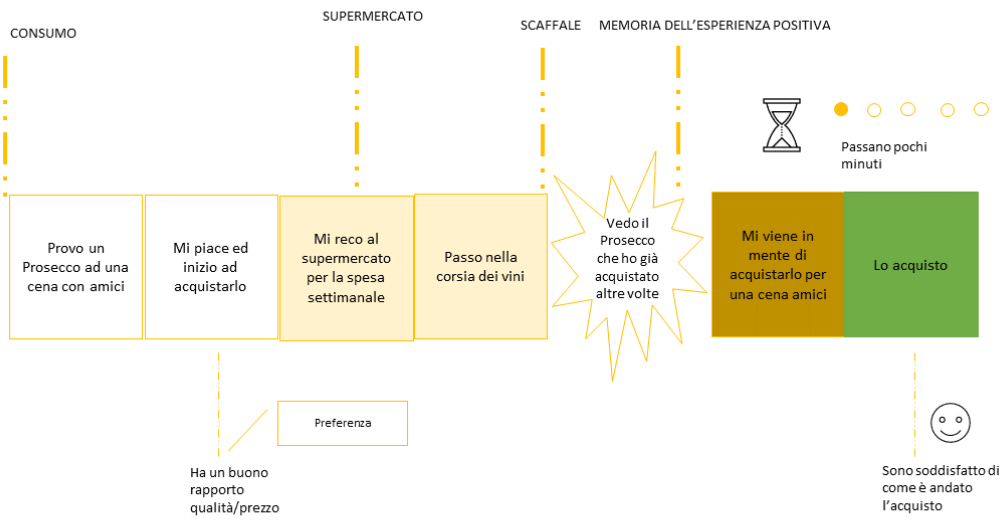 CONSUMO
SUPERMERCATO
SCAFFALE
MEMORIA DELL’ESPERIENZA POSITIVA
Passano pochi
minuti
Provo un
Prosecco ad una
cena con amici
Mi piace ed
inizio ad
acquistarlo
Mi reco al
supermercato
per la spesa
settimanale
Passo nella
corsia dei vini
Vedo il
Prosecco
che ho già
acquistato
altre volte
Mi viene in
mente di
acquistarlo per
una cena amici
Lo acquisto
Preferenza
Ha un buono
rapporto
qualità/prezzo
Sono soddisfatto di
come è andato
l’acquisto